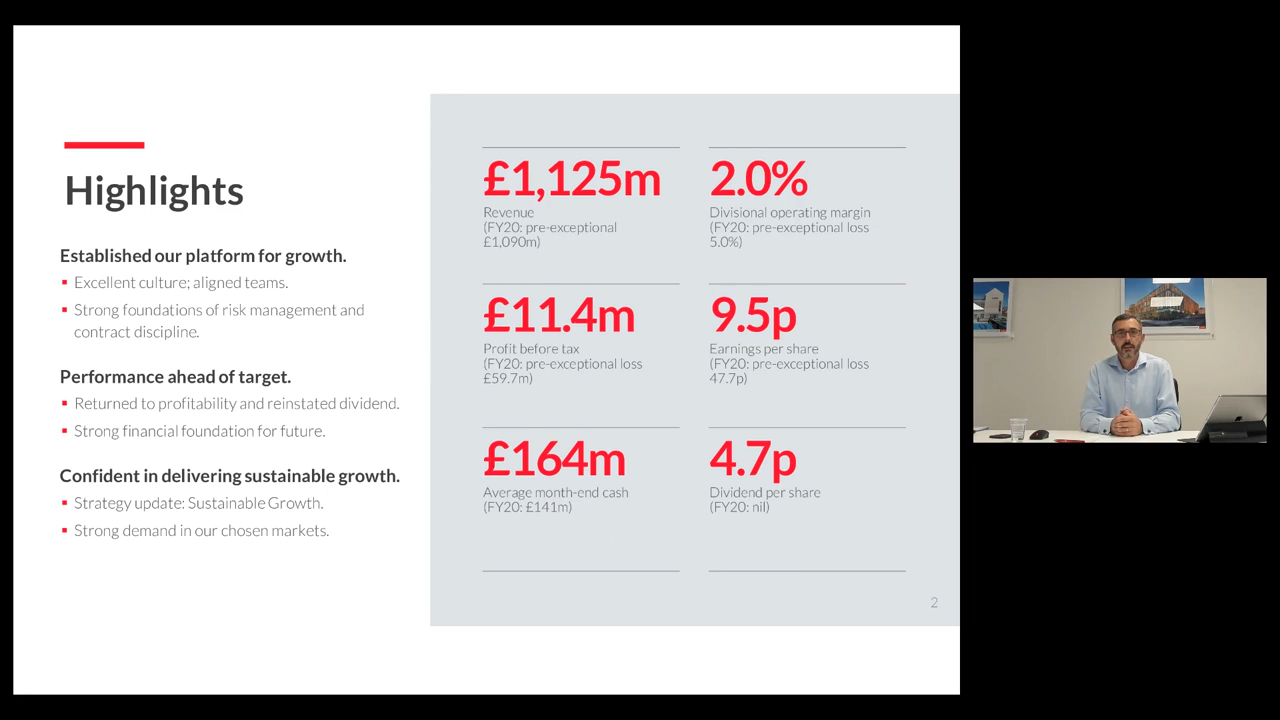 Highlights
Established our platform for growth.
Excellent culture; aligned teams.
Strong foundations of risk management and
contract discipline.
Performance ahead of target.
Returned to profitability and reinstated dividend.
Strong financial foundation for future.
Confident in delivering sustainable growth.
Strategy update: Sustainable Growth.
Strong demand in our chosen markets.
£1,125m
Revenue
(FY20: pre-exceptional
£1,090m)
2.0%
Divisional operating margin
(FY20: pre-exceptional loss
5.0%)
£11.4m
Profit before tax
(FY20: pre-exceptional loss
£59.7m)
9.5p
Earnings per share
(FY20: pre-exceptional loss
47.7p)
£164m
Average month-end cash
(FY20: £141m)
4.7p
Dividend per share
(FY20: nil)
2